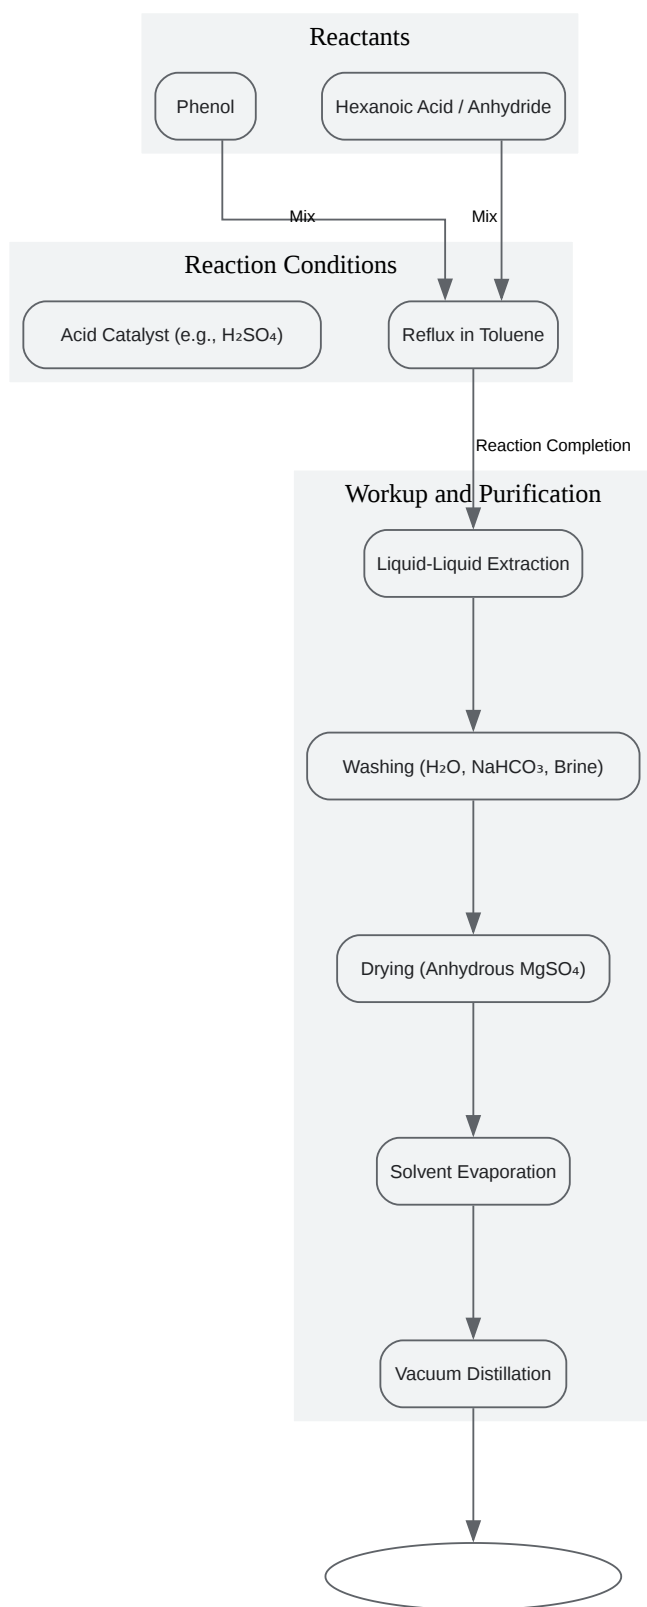 Reactants
Phenol
Hexanoic Acid / Anhydride
Mix
Mix
Reaction Conditions
Acid Catalyst (e.g., H₂SO₄)
Reflux in Toluene
Reaction Completion
Workup and Purification
Liquid-Liquid Extraction
Washing (H₂O, NaHCO₃, Brine)
Drying (Anhydrous MgSO₄)
Solvent Evaporation
Vacuum Distillation